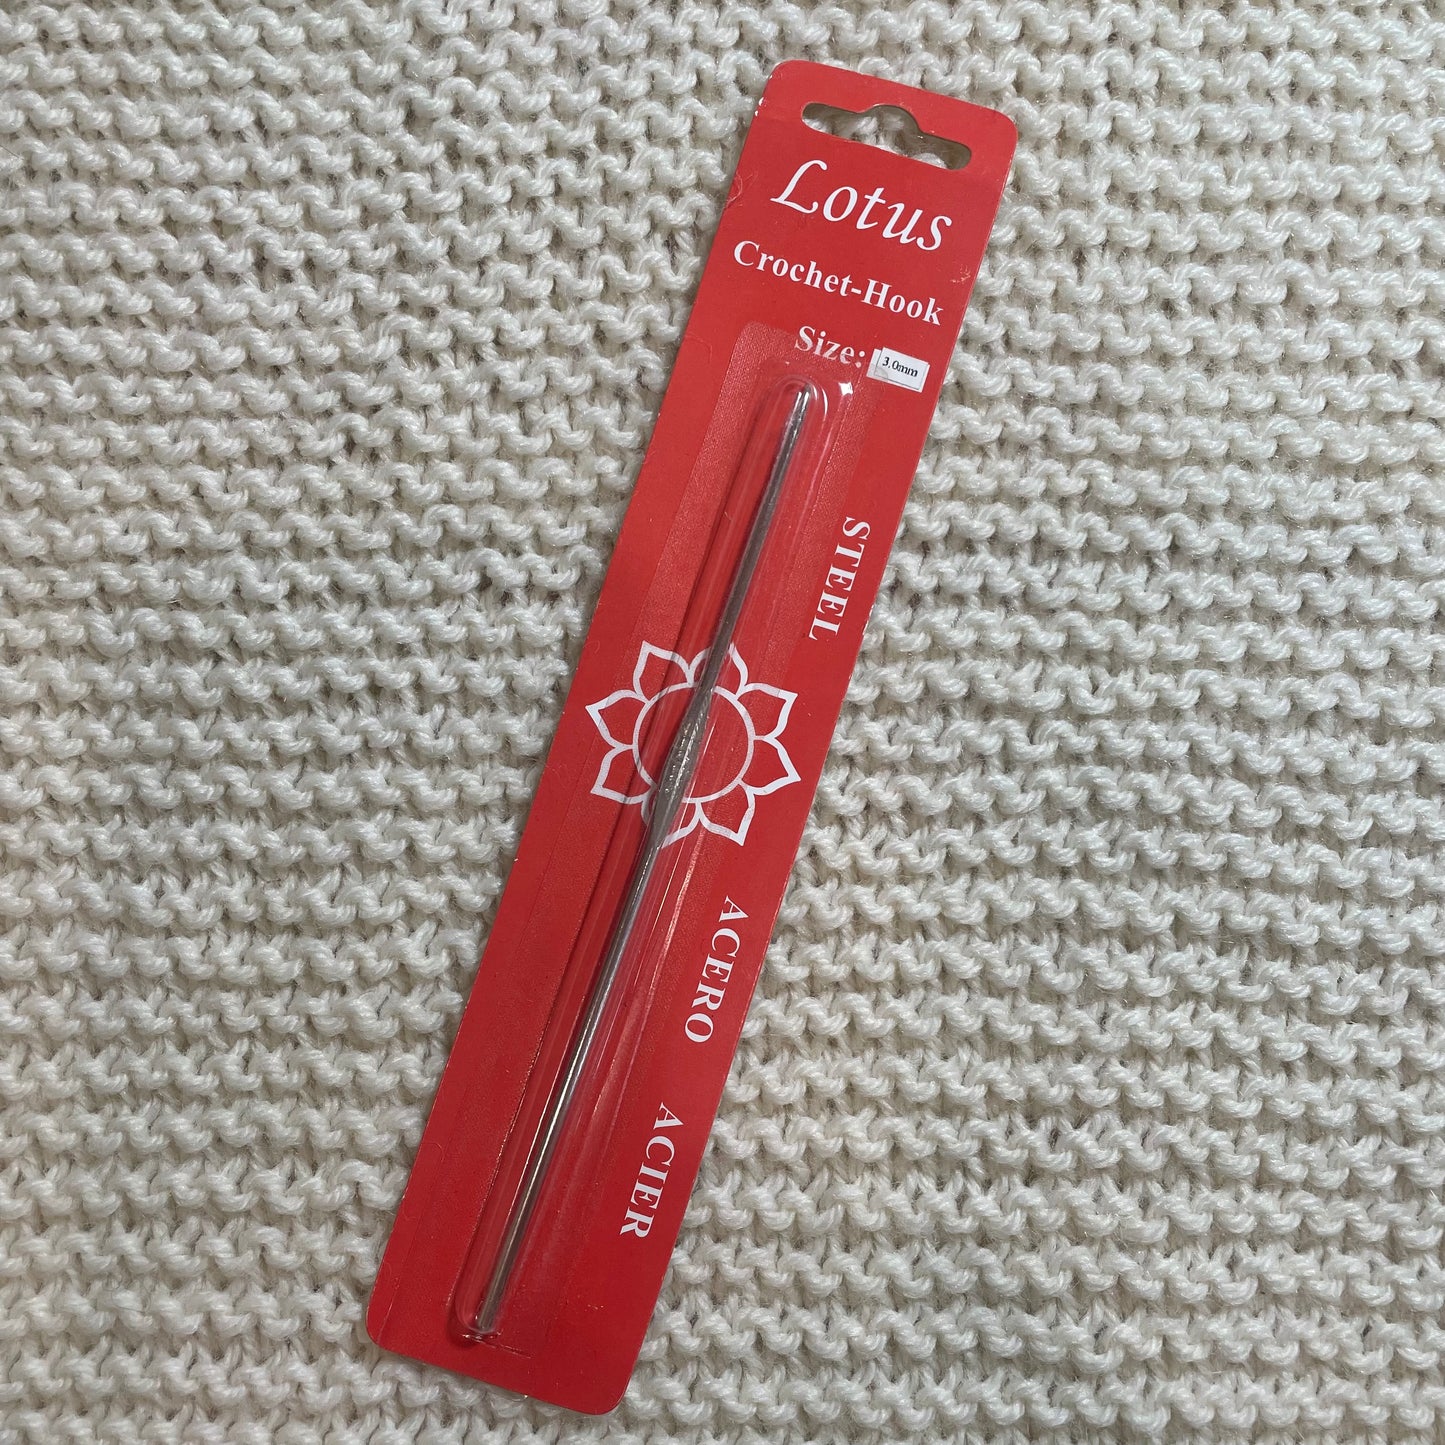 Lotus
Crochet-Hook
Size: 3.0mm
STEEL
ACERO
ACIER